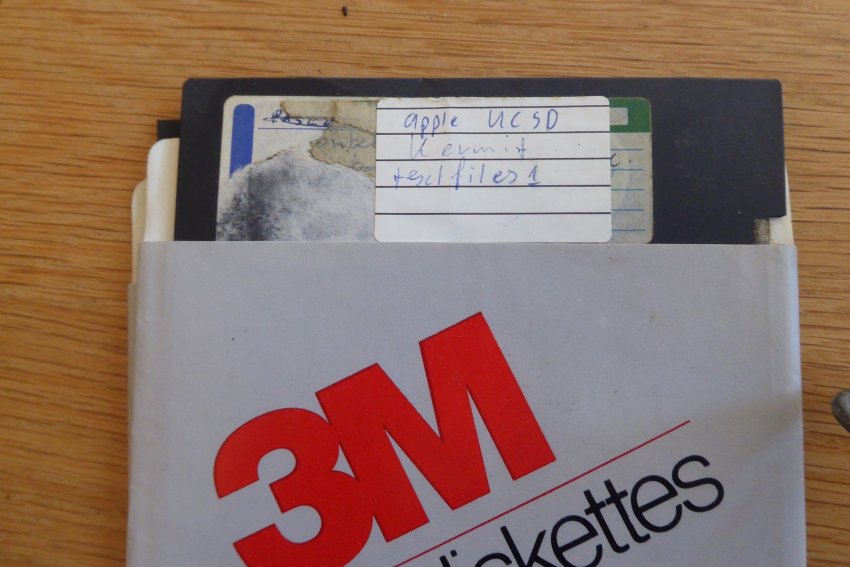 apple UCSD
Kermit
textfiles 1
3M
diskettes